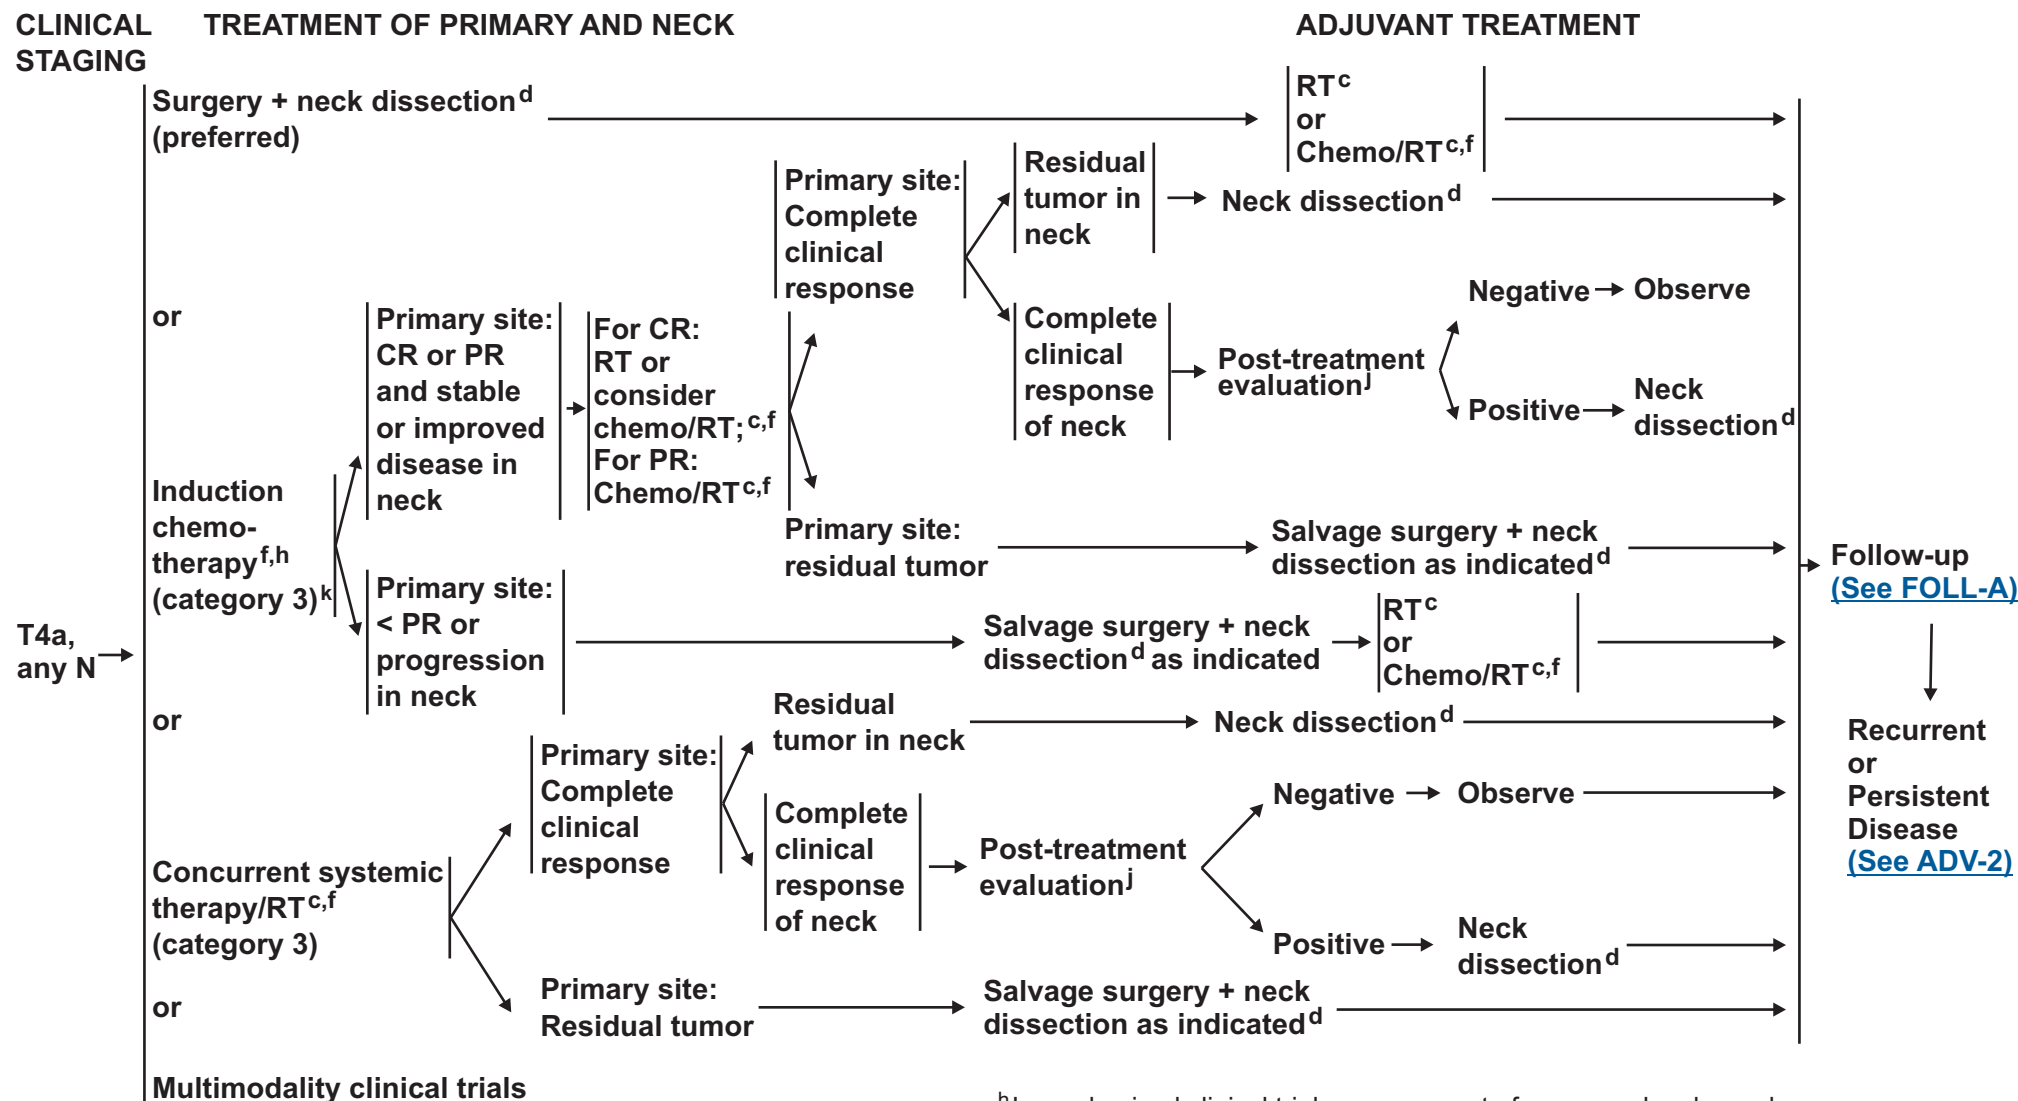 CLINICAL STAGING
TREATMENT OF PRIMARY AND NECK
ADJUVANT TREATMENT
T4a,
any N
Surgery + neck dissection^d
(preferred)
RT^c
or
Chemo/RT^c,f
or
Induction
chemo-
therapy^f,h
(category 3)^k
Primary site:
CR or PR
and stable
or improved
disease in
neck
For CR:
RT or
consider
chemo/RT;^c,f
For PR:
Chemo/RT^c,f
Primary site:
Complete
clinical
response
Residual
tumor in
neck
Neck dissection^d
Complete
clinical
response
of neck
Post-treatment
evaluation^j
Negative
Observe
Positive
Neck
dissection^d
Primary site:
residual tumor
Salvage surgery + neck
dissection as indicated^d
Primary site:
< PR or
progression
in neck
Salvage surgery + neck
dissection^d as indicated
RT^c
or
Chemo/RT^c,f
or
Concurrent systemic
therapy/RT^c,f
(category 3)
Primary site:
Complete
clinical
response
Residual
tumor in neck
Neck dissection^d
Complete
clinical
response
of neck
Post-treatment
evaluation^j
Negative
Observe
Positive
Neck
dissection^d
Primary site:
Residual tumor
Salvage surgery + neck
dissection as indicated^d
or
Multimodality clinical trials
Follow-up
(See FOLL-A)
Recurrent
or
Persistent
Disease
(See ADV-2)